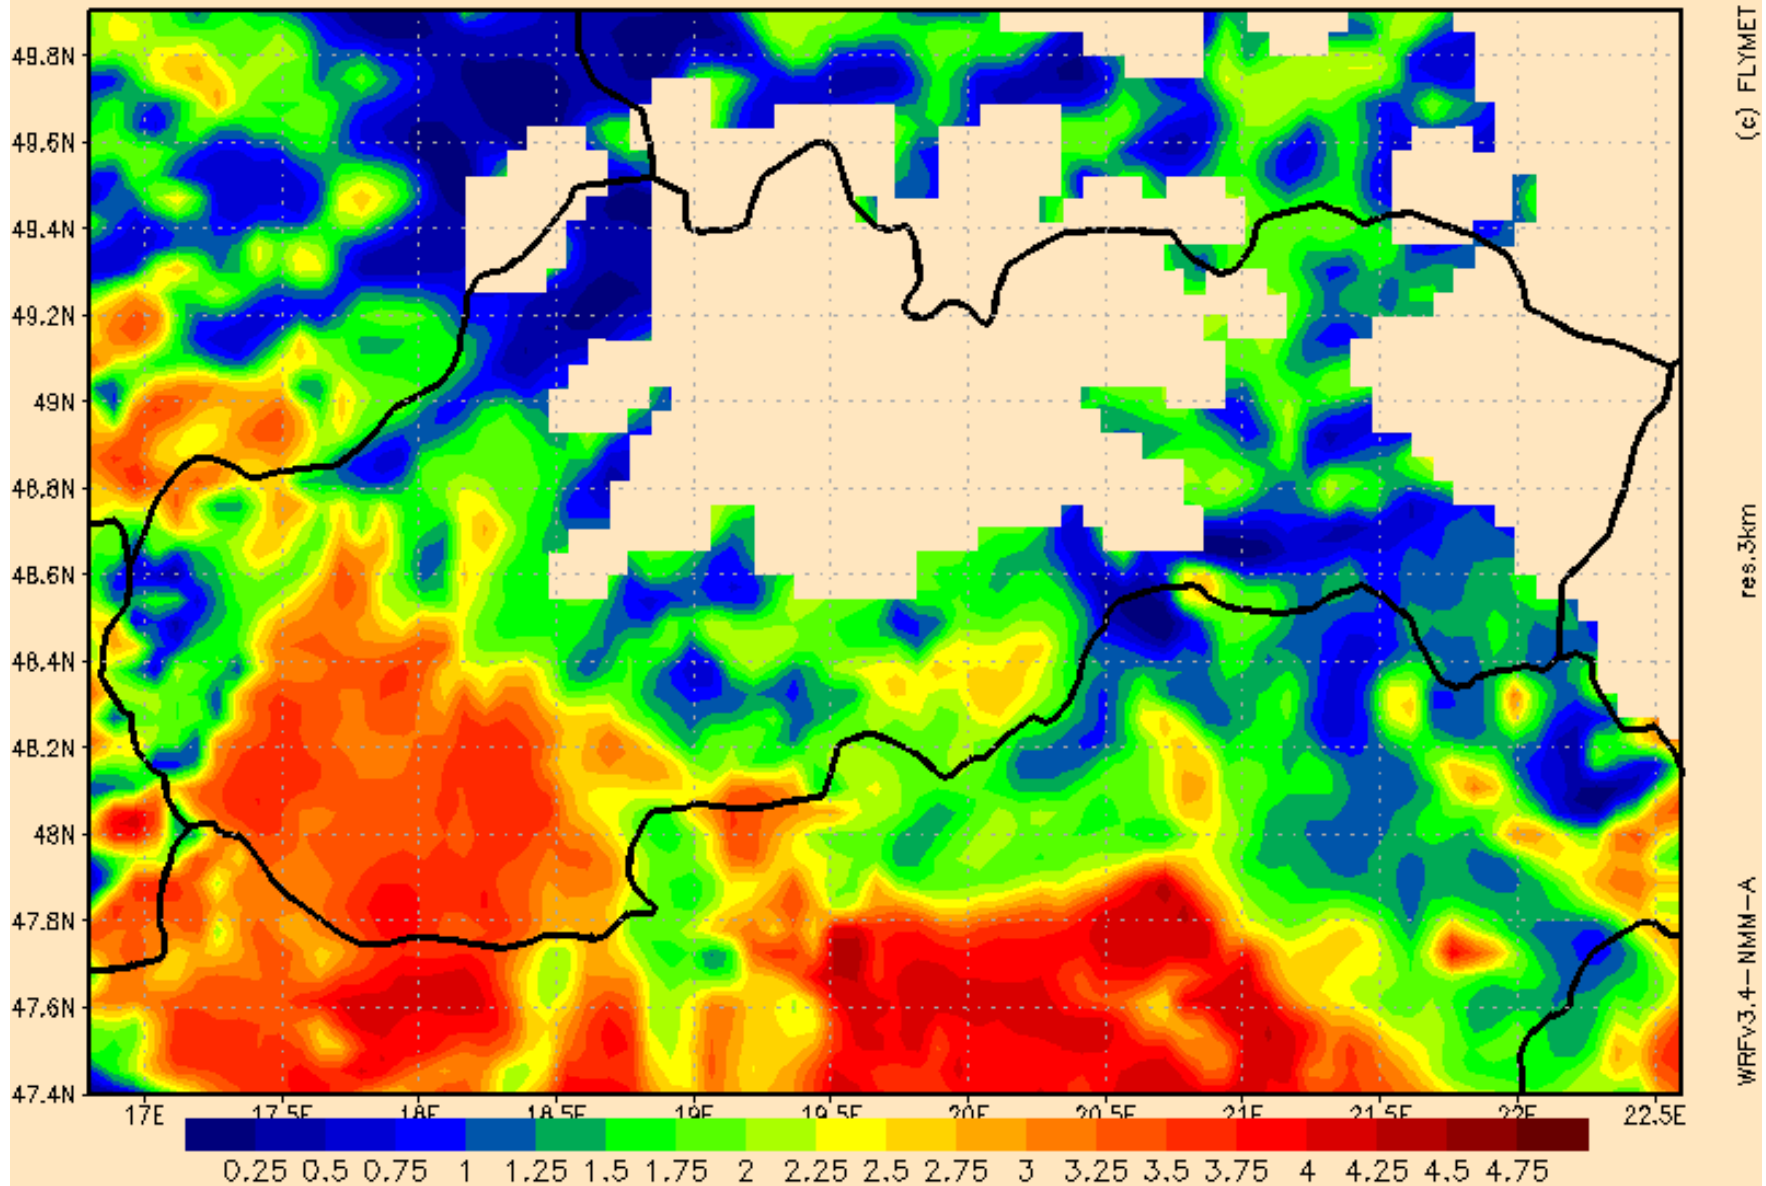 49.8N
49.6N
49.4N
49.2N
49N
48.8N
48.6N
48.4N
48.2N
48N
47.8N
47.6N
47.4N
17E 17.5E 18E 18.5E 19E 19.5E 20E 20.5E 21E 21.5E 22E 22.5E
0.25 0.5 0.75 1 1.25 1.5 1.75 2 2.25 2.5 2.75 3 3.25 3.5 3.75 4 4.25 4.5 4.75
(c) FLYMET
res.3km
WRFv3.4-NMM-A